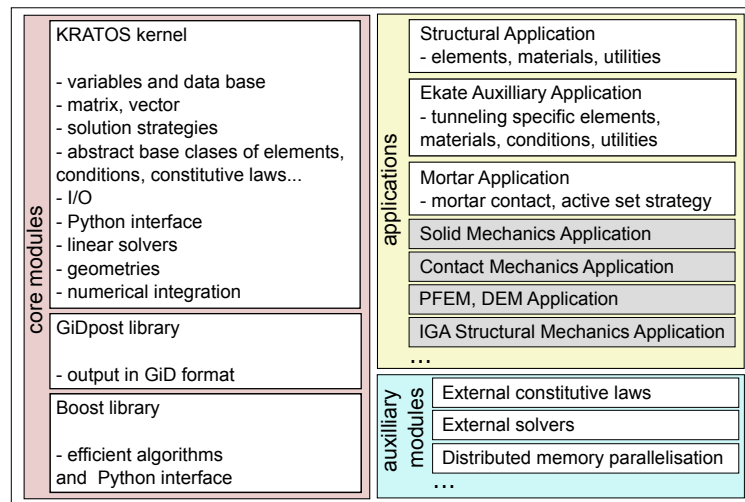 core modules
KRATOS kernel
- variables and data base
- matrix, vector
- solution strategies
- abstract base clases of elements,
conditions, constitutive laws...
- I/O
- Python interface
- linear solvers
- geometries
- numerical integration
GiDpost library
- output in GiD format
Boost library
- efficient algorithms
and Python interface
applications
Structural Application
- elements, materials, utilities
Ekate Auxilliary Application
- tunneling specific elements,
materials, conditions, utilities
Mortar Application
- mortar contact, active set strategy
Solid Mechanics Application
Contact Mechanics Application
PFEM, DEM Application
IGA Structural Mechanics Application
...
auxilliary
modules
External constitutive laws
External solvers
Distributed memory parallelisation
...